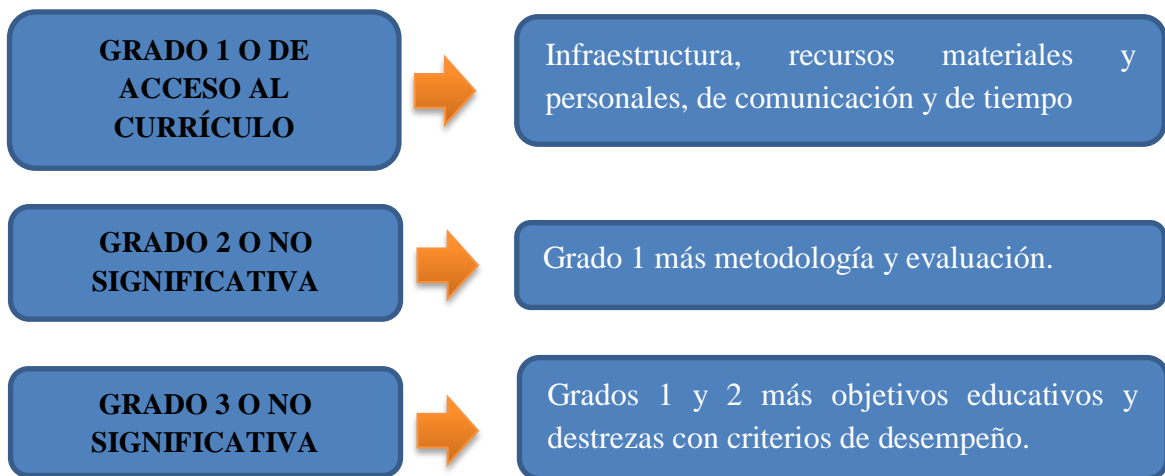 GRADO 1 O DE
ACCESO AL
CURRÍCULO
Infraestructura, recursos materiales y
personales, de comunicación y de tiempo
GRADO 2 O NO
SIGNIFICATIVA
Grado 1 más metodología y evaluación.
GRADO 3 O NO
SIGNIFICATIVA
Grados 1 y 2 más objetivos educativos y
destrezas con criterios de desempeño.